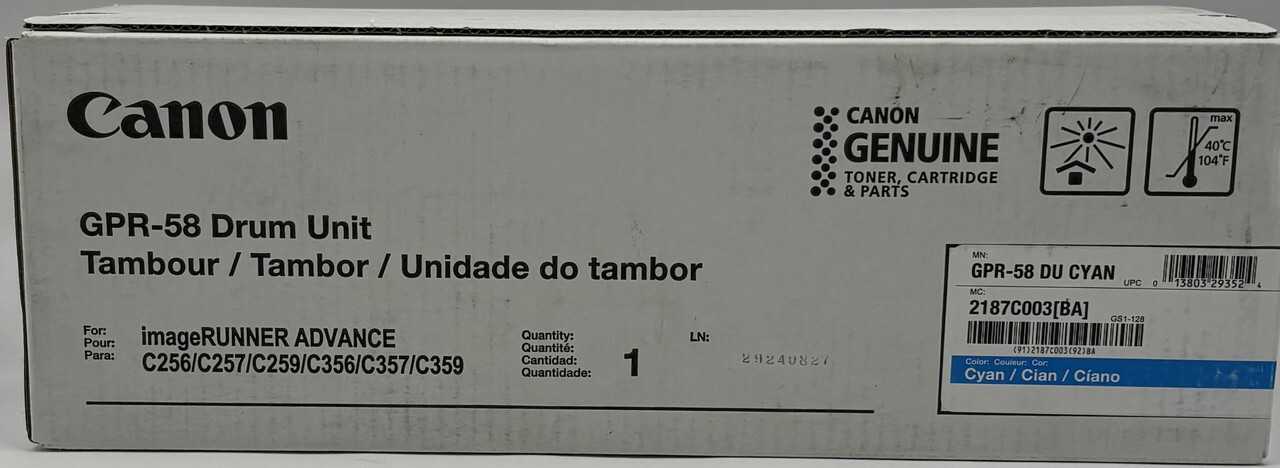 Canon
CANON
GENUINE
TONER, CARTRIDGE
& PARTS
max
40°C
104°F
GPR-58 Drum Unit
Tambour / Tambor / Unidade do tambor
For:
Pour:
Para:
imageRUNNER ADVANCE
C256/C257/C259/C356/C357/C359
Quantity:
Quantité:
Cantidad:
Quantidade:
1
LN:
29240827
MN:
GPR-58 DU CYAN
UPC
0 13803 29352 4
MC:
2187C003[BA]
GS1-128
(91)2187C003(92)BA
Color: Couleur: Cor:
Cyan / Cian / Cíano